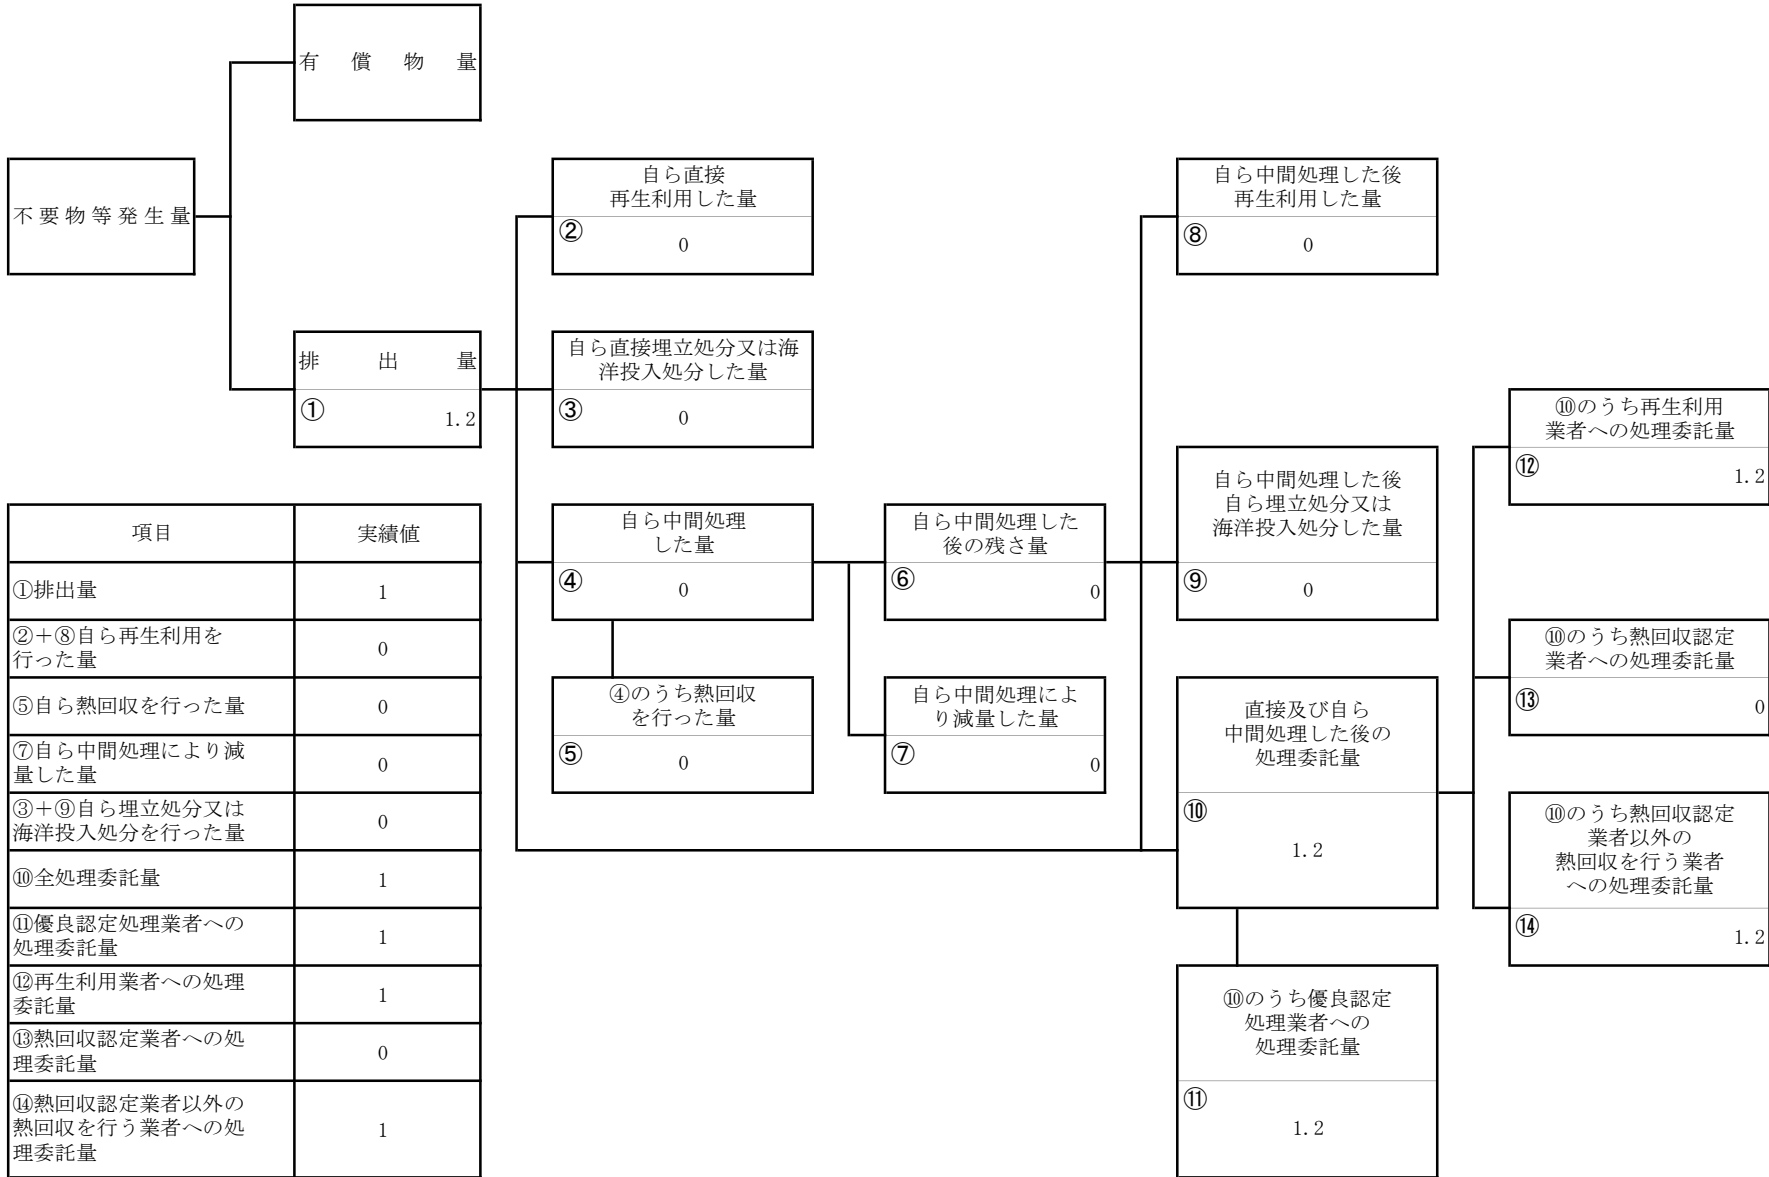 有償物量
不要物等発生量
排出量
① 1.2
自ら直接
再生利用した量
② 0
自ら直接埋立処分又は海
洋投入処分した量
③ 0
自ら中間処理
した量
④ 0
④のうち熱回収
を行った量
⑤ 0
自ら中間処理した
後の残さ量
⑥ 0
自ら中間処理によ
り減量した量
⑦ 0
自ら中間処理した後
再生利用した量
⑧ 0
自ら中間処理した後
自ら埋立処分又は
海洋投入処分した量
⑨ 0
直接及び自ら
中間処理した後の
処理委託量
⑩
1.2
⑩のうち優良認定
処理業者への
処理委託量
⑪
1.2
⑩のうち再生利用
業者への処理委託量
⑫ 1.2
⑩のうち熱回収認定
業者への処理委託量
⑬ 0
⑩のうち熱回収認定
業者以外の
熱回収を行う業者
への処理委託量
⑭ 1.2
項目 実績値
①排出量 1
②＋⑧自ら再生利用を
行った量 0
⑤自ら熱回収を行った量 0
⑦自ら中間処理により減
量した量 0
③＋⑨自ら埋立処分又は
海洋投入処分を行った量 0
⑩全処理委託量 1
⑪優良認定処理業者への
処理委託量 1
⑫再生利用業者への処理
委託量 1
⑬熱回収認定業者への処
理委託量 0
⑭熱回収認定業者以外の
熱回収を行う業者への処
理委託量 1